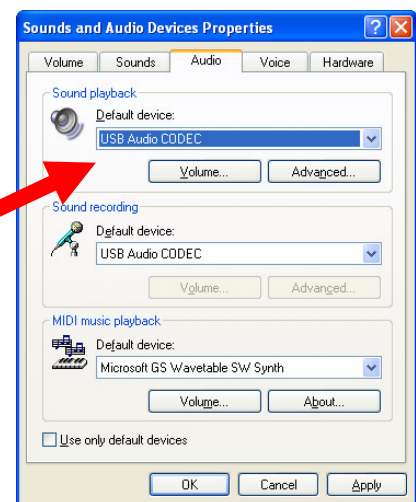 Sounds and Audio Devices Properties
Volume Sounds Audio Voice Hardware
Sound playback
Default device:
USB Audio CODEC
Volume... Advanced...
Sound recording
Default device:
USB Audio CODEC
Volume... Advanced...
MIDI music playback
Default device:
Microsoft GS Wavetable SW Synth
Volume... About...
Use only default devices
OK Cancel Apply